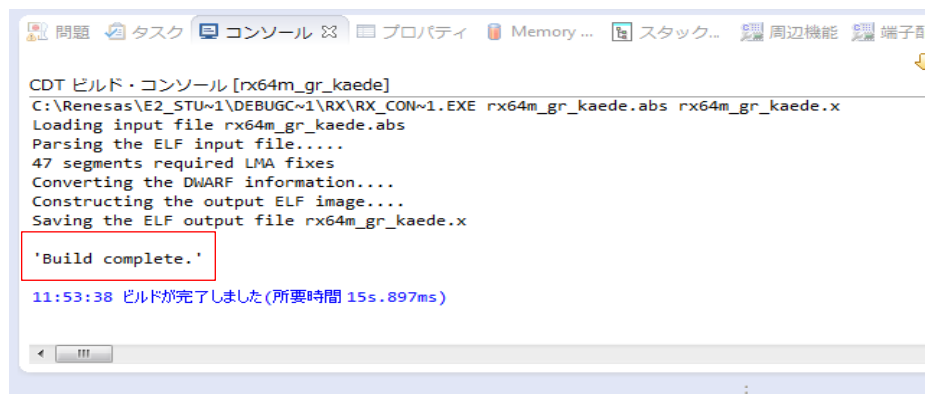 問題 タスク コンソール プロパティ Memory ... スタック... 周辺機能 端子
CDT ビルド・コンソール [rx64m_gr_kaede]
C:\Renesas\E2_STU~1\DEBUGC~1\RX\RX_CON~1.EXE rx64m_gr_kaede.abs rx64m_gr_kaede.x
Loading input file rx64m_gr_kaede.abs
Parsing the ELF input file.....
47 segments required LMA fixes
Converting the DWARF information....
Constructing the output ELF image....
Saving the ELF output file rx64m_gr_kaede.x
'Build complete.'
11:53:38 ビルドが完了しました(所要時間 15s.897ms)